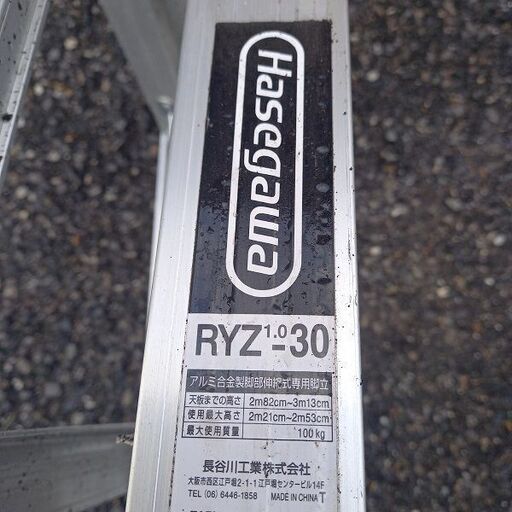 Hasegawa
RYZ1.0-30
アルミ合金製脚部伸縮式専用脚立
天板までの高さ 2m82cm~3m13cm
使用最大高さ 2m21cm~2m53cm
最大使用質量 100kg
長谷川工業株式会社
大阪市西区江戸堀2-1-1江戸堀センタービル14F
TEL (06) 6446-1858 MADE IN CHINA T